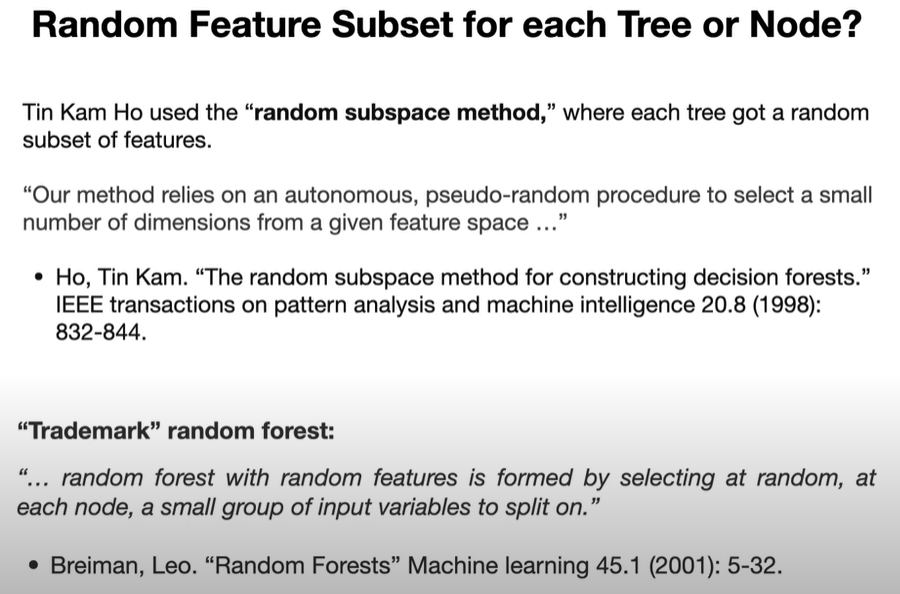 Random Feature Subset for each Tree or Node?
Tin Kam Ho used the “random subspace method,” where each tree got a random
subset of features.
“Our method relies on an autonomous, pseudo-random procedure to select a small
number of dimensions from a given feature space …”
• Ho, Tin Kam. “The random subspace method for constructing decision forests.”
IEEE transactions on pattern analysis and machine intelligence 20.8 (1998):
832-844.
“Trademark” random forest:
“… random forest with random features is formed by selecting at random, at
each node, a small group of input variables to split on.”
• Breiman, Leo. “Random Forests” Machine learning 45.1 (2001): 5-32.